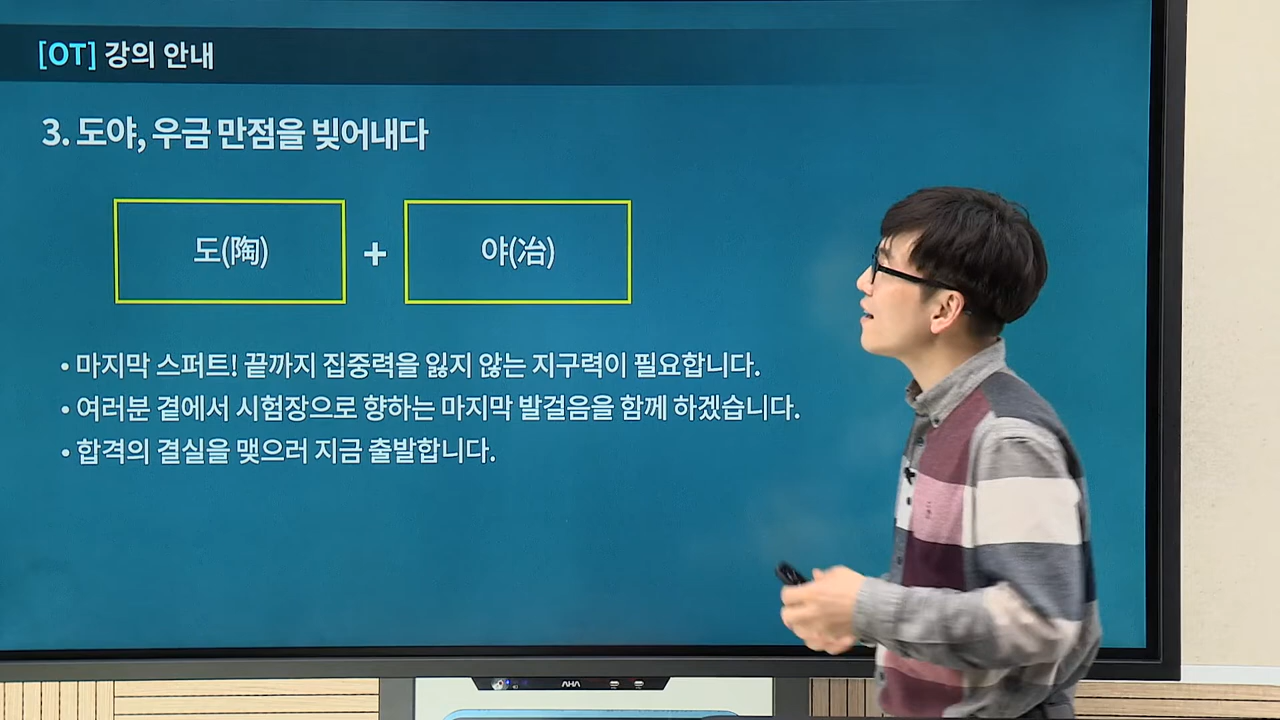 [OT] 강의 안내
3. 도야, 우금 만점을 빚어내다
도(陶) + 야(冶)
• 마지막 스퍼트! 끝까지 집중력을 잃지 않는 지구력이 필요합니다.
• 여러분 곁에서 시험장으로 향하는 마지막 발걸음을 함께 하겠습니다.
• 합격의 결실을 맺으러 지금 출발합니다.
AHA